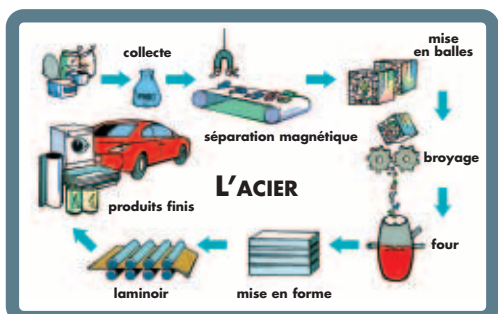 collecte
mise
en balles
séparation magnétique
broyage
L'ACIER
produits finis
four
laminoir
mise en forme